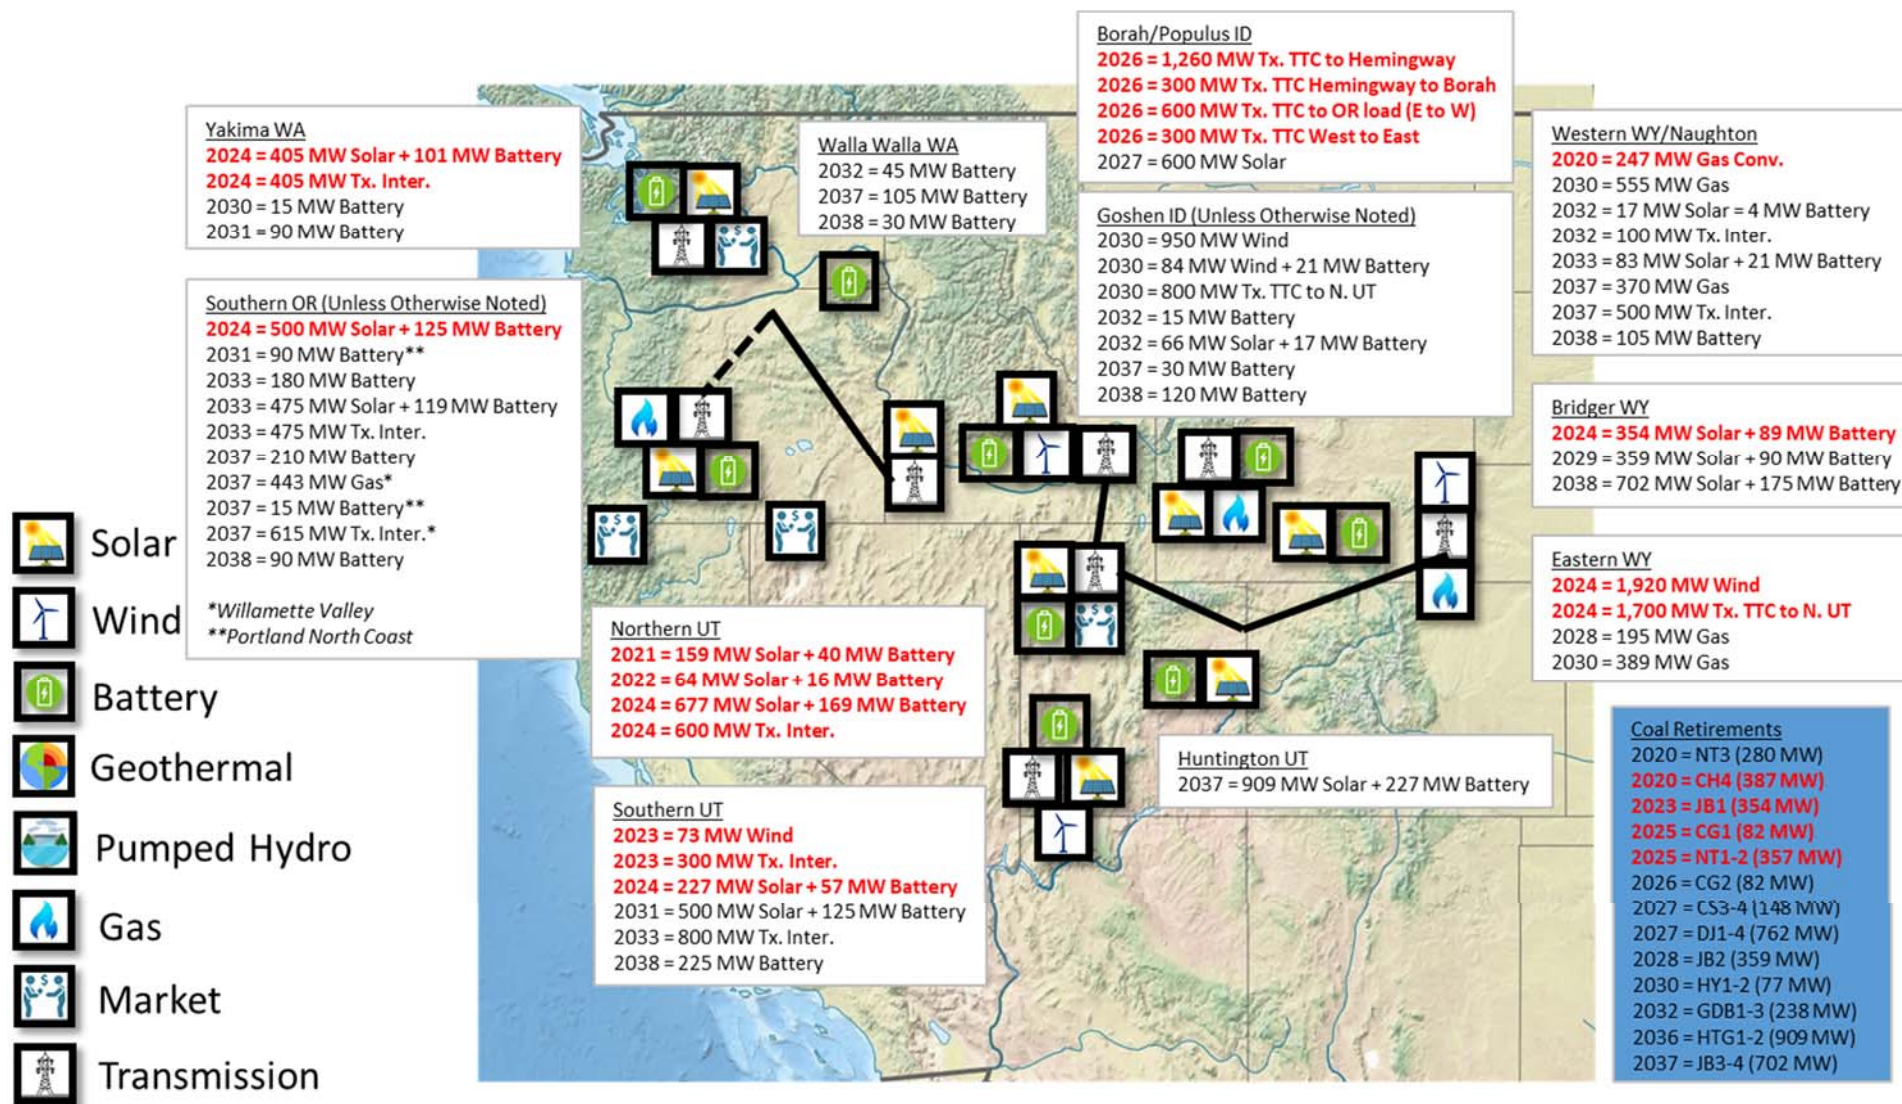 Yakima WA
2024 = 405 MW Solar + 101 MW Battery
2024 = 405 MW Tx. Inter.
2030 = 15 MW Battery
2031 = 90 MW Battery
Southern OR (Unless Otherwise Noted)
2024 = 500 MW Solar + 125 MW Battery
2031 = 90 MW Battery**
2033 = 180 MW Battery
2033 = 475 MW Solar + 119 MW Battery
2033 = 475 MW Tx. Inter.
2037 = 210 MW Battery
2037 = 443 MW Gas*
2037 = 15 MW Battery**
2037 = 615 MW Tx. Inter.*
2038 = 90 MW Battery
*Willamette Valley
**Portland North Coast
Walla Walla WA
2032 = 45 MW Battery
2037 = 105 MW Battery
2038 = 30 MW Battery
Borah/Populus ID
2026 = 1,260 MW Tx. TTC to Hemingway
2026 = 300 MW Tx. TTC Hemingway to Borah
2026 = 600 MW Tx. TTC to OR load (E to W)
2026 = 300 MW Tx. TTC West to East
2027 = 600 MW Solar
Goshen ID (Unless Otherwise Noted)
2030 = 950 MW Wind
2030 = 84 MW Wind + 21 MW Battery
2030 = 800 MW Tx. TTC to N. UT
2032 = 15 MW Battery
2032 = 66 MW Solar + 17 MW Battery
2037 = 30 MW Battery
2038 = 120 MW Battery
Western WY/Naughton
2020 = 247 MW Gas Conv.
2030 = 555 MW Gas
2032 = 17 MW Solar = 4 MW Battery
2032 = 100 MW Tx. Inter.
2033 = 83 MW Solar + 21 MW Battery
2037 = 370 MW Gas
2037 = 500 MW Tx. Inter.
2038 = 105 MW Battery
Bridger WY
2024 = 354 MW Solar + 89 MW Battery
2029 = 359 MW Solar + 90 MW Battery
2038 = 702 MW Solar + 175 MW Battery
Eastern WY
2024 = 1,920 MW Wind
2024 = 1,700 MW Tx. TTC to N. UT
2028 = 195 MW Gas
2030 = 389 MW Gas
Northern UT
2021 = 159 MW Solar + 40 MW Battery
2022 = 64 MW Solar + 16 MW Battery
2024 = 677 MW Solar + 169 MW Battery
2024 = 600 MW Tx. Inter.
Southern UT
2023 = 73 MW Wind
2023 = 300 MW Tx. Inter.
2024 = 227 MW Solar + 57 MW Battery
2031 = 500 MW Solar + 125 MW Battery
2033 = 800 MW Tx. Inter.
2038 = 225 MW Battery
Huntington UT
2037 = 909 MW Solar + 227 MW Battery
Coal Retirements
2020 = NT3 (280 MW)
2020 = CH4 (387 MW)
2023 = JB1 (354 MW)
2025 = CG1 (82 MW)
2025 = NT1-2 (357 MW)
2026 = CG2 (82 MW)
2027 = CS3-4 (148 MW)
2027 = DJ1-4 (762 MW)
2028 = JB2 (359 MW)
2030 = HY1-2 (77 MW)
2032 = GDB1-3 (238 MW)
2036 = HTG1-2 (909 MW)
2037 = JB3-4 (702 MW)
Solar
Wind
Battery
Geothermal
Pumped Hydro
Gas
Market
Transmission